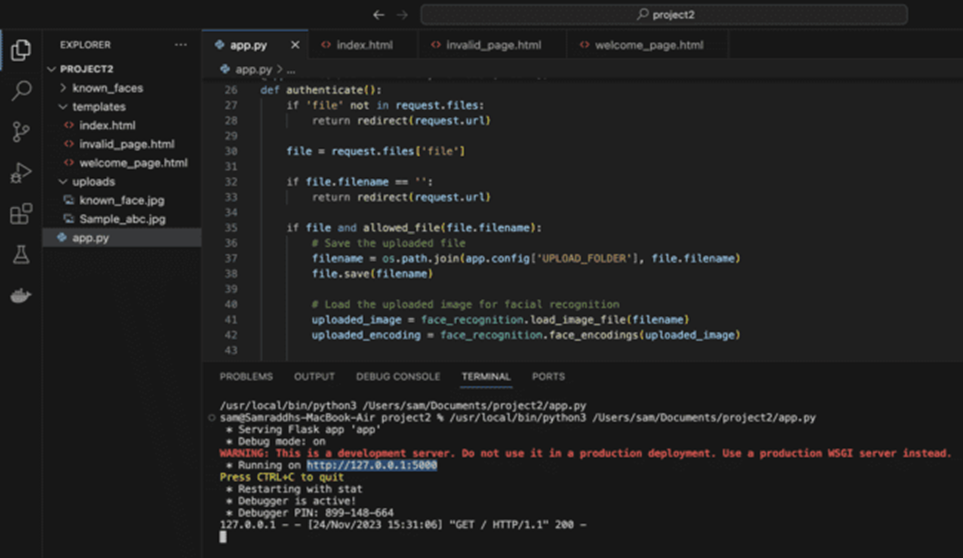 project2
EXPLORER
PROJECT2
known_faces
templates
index.html
invalid_page.html
welcome_page.html
uploads
known_face.jpg
Sample_abc.jpg
app.py
app.py
index.html
invalid_page.html
welcome_page.html
app.py > ...
26 def authenticate():
27 if 'file' not in request.files:
28 return redirect(request.url)
29
30 file = request.files['file']
31
32 if file.filename == '':
33 return redirect(request.url)
34
35 if file and allowed_file(file.filename):
36 # Save the uploaded file
37 filename = os.path.join(app.config['UPLOAD_FOLDER'], file.filename)
38 file.save(filename)
39
40 # Load the uploaded image for facial recognition
41 uploaded_image = face_recognition.load_image_file(filename)
42 uploaded_encoding = face_recognition.face_encodings(uploaded_image)
43
PROBLEMS OUTPUT DEBUG CONSOLE TERMINAL PORTS
/usr/local/bin/python3 /Users/sam/Documents/project2/app.py
sam@Samraddhs-MacBook-Air project2 % /usr/local/bin/python3 /Users/sam/Documents/project2/app.py
* Serving Flask app 'app'
* Debug mode: on
WARNING: This is a development server. Do not use it in a production deployment. Use a production WSGI server instead.
* Running on http://127.0.0.1:5000
Press CTRL+C to quit
* Restarting with stat
* Debugger is active!
* Debugger PIN: 899-148-664
127.0.0.1 - - [24/Nov/2023 15:31:06] "GET / HTTP/1.1" 200 -